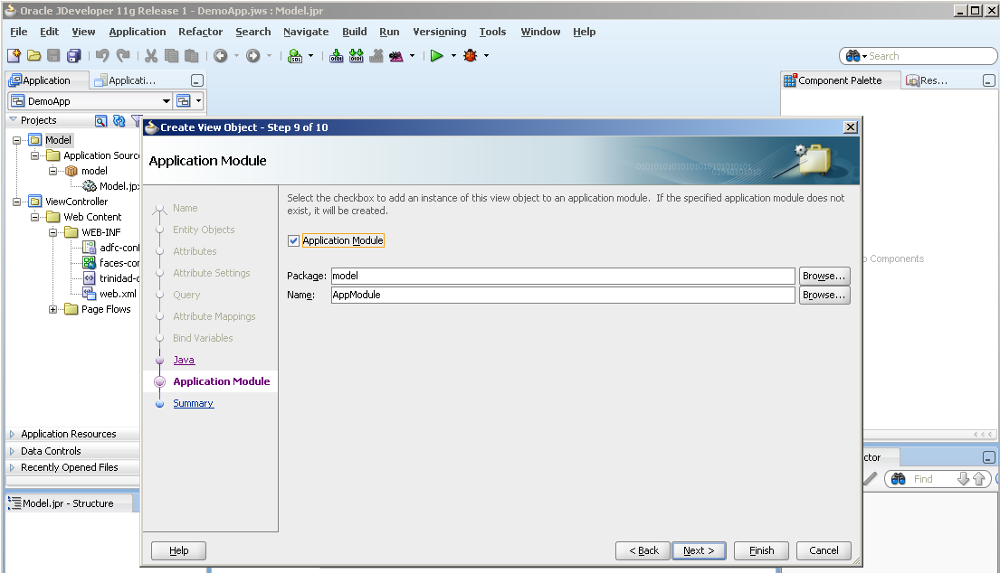 Oracle JDeveloper 11g Release 1 - DemoApp.jws : Model.jpr
File Edit View Application Refactor Search Navigate Build Run Versioning Tools Window Help
Search
Application
Applicati...
DemoApp
Projects
Model
Application Sourc
model
Model.jp
ViewController
Web Content
WEB-INF
adfc-conf
faces-cor
trinidad-c
web.xml
Page Flows
Application Resources
Data Controls
Recently Opened Files
Model.jpr - Structure
Create View Object - Step 9 of 10
Application Module
Name
Entity Objects
Attributes
Attribute Settings
Query
Attribute Mappings
Bind Variables
Java
Application Module
Summary
Select the checkbox to add an instance of this view object to an application module. If the specified application module does not
exist, it will be created.
Application Module
Package: model Browse...
Name: AppModule Browse...
Help < Back Next > Finish Cancel
Component Palette
Res...
o Components
ctor
Find